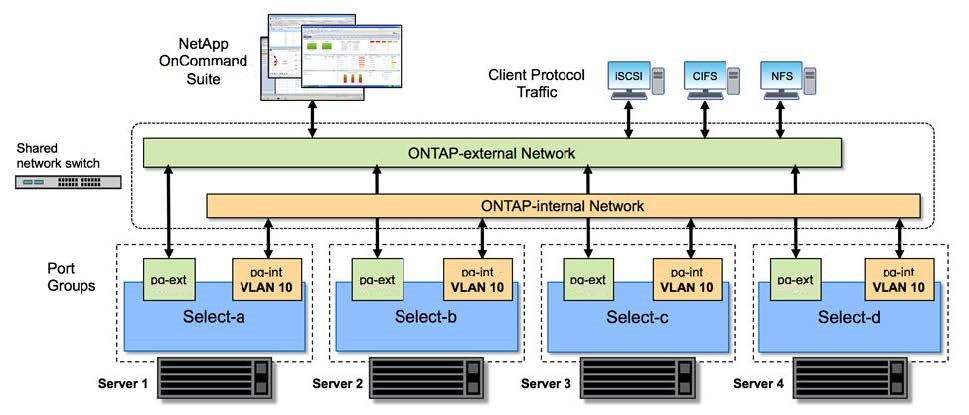 NetApp
OnCommand
Suite
Client Protocol
Traffic
iSCSI
CIFS
NFS
Shared
network switch
ONTAP-external Network
ONTAP-internal Network
Port
Groups
pg-ext
pg-int
VLAN 10
Select-a
pg-ext
pg-int
VLAN 10
Select-b
pg-ext
pg-int
VLAN 10
Select-c
pg-ext
pg-int
VLAN 10
Select-d
Server 1
Server 2
Server 3
Server 4